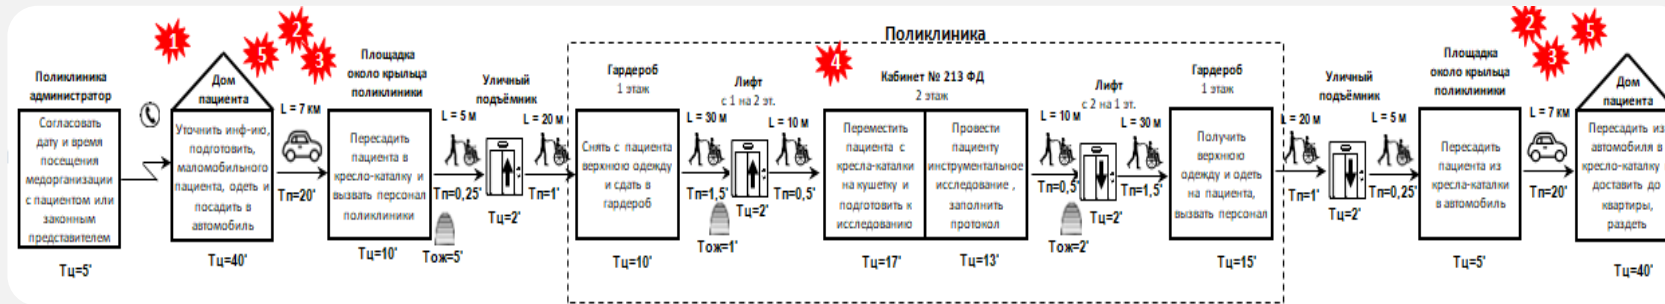 1
5
2
3
Поликлиника
администратор
Согласовать
дату и время
посещения
медорганизации
с пациентом или
законным
представителем
Тц=5'
Дом
пациента
Уточнить инф-ию,
подготовить,
маломобильного
пациента, одеть и
посадить в
автомобиль
Тц=40'
L = 7 км
Тп=20'
Площадка
около крыльца
поликлиники
Пересадить
пациента в
кресло-каталку и
вызвать персонал
поликлиники
Тц=10'
L = 5 м
Тп=0,25'
Тож=5'
Уличный
подъёмник
Тц=2'
L = 20 м
Тп=1'
Поликлиника
Гардероб
1 этаж
Снять с пациента
верхнюю одежду
и сдать в
гардероб
Тц=10'
L = 30 м
Тп=1,5'
Тож=1'
Лифт
с 1 на 2 эт.
Тц=2'
L = 10 м
Тп=0,5'
4
Кабинет № 213 ФД
2 этаж
Переместить
пациента с
кресла-каталки
на кушетку и
подготовить к
исследованию
Тц=17'
Провести
пациенту
инструментальное
исследование ,
заполнить
протокол
Тц=13'
L = 10 м
Тп=0,5'
Тож=2'
Лифт
с 2 на 1 эт.
Тц=2'
L = 30 м
Тп=1,5'
Гардероб
1 этаж
Получить
верхнюю
одежду и одеть
на пациента,
вызвать персонал
Тц=15'
L = 20 м
Тп=1'
Уличный
подъёмник
Тц=2'
L = 5 м
Тп=0,25'
Площадка
около крыльца
поликлиники
Пересадить
пациента из
кресла-каталки
в автомобиль
Тц=5'
2
3
5
L = 7 км
Тп=20'
Дом
пациента
Пересадить из
автомобиля в
кресло-каталку
доставить до
квартиры,
раздеть
Тц=40'